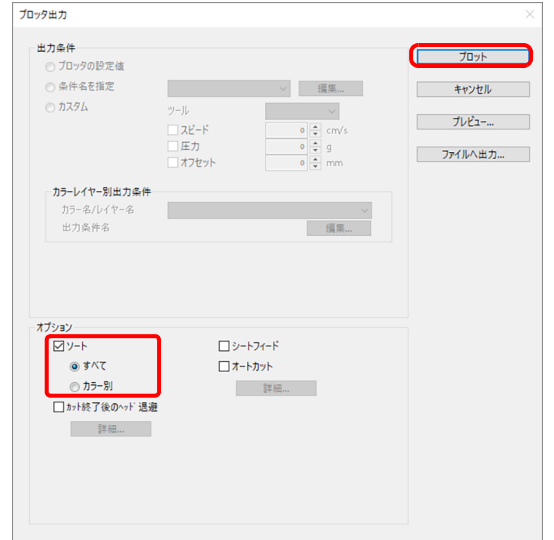 プロッタ出力
出力条件
プロッタの設定値
条件名を指定
編集...
カスタム
ツール
スピード
0
cm/s
圧力
0
g
オフセット
0
mm
カラーレイヤー別出力条件
カラー名/レイヤー名
出力条件名
編集...
プロット
キャンセル
プレビュー...
ファイルへ出力...
オプション
ソート
すべて
カラー別
カット終了後のヘッド退避
詳細...
シートフィード
オートカット
詳細...